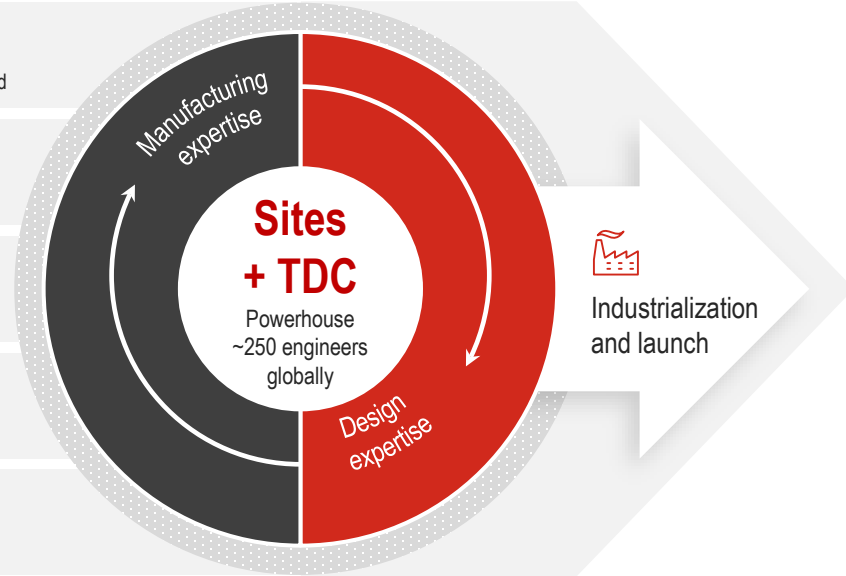 Manufacturing
expertise
Sites
+ TDC
Powerhouse
~250 engineers
globally
Industrialization
and launch
Design
expertise